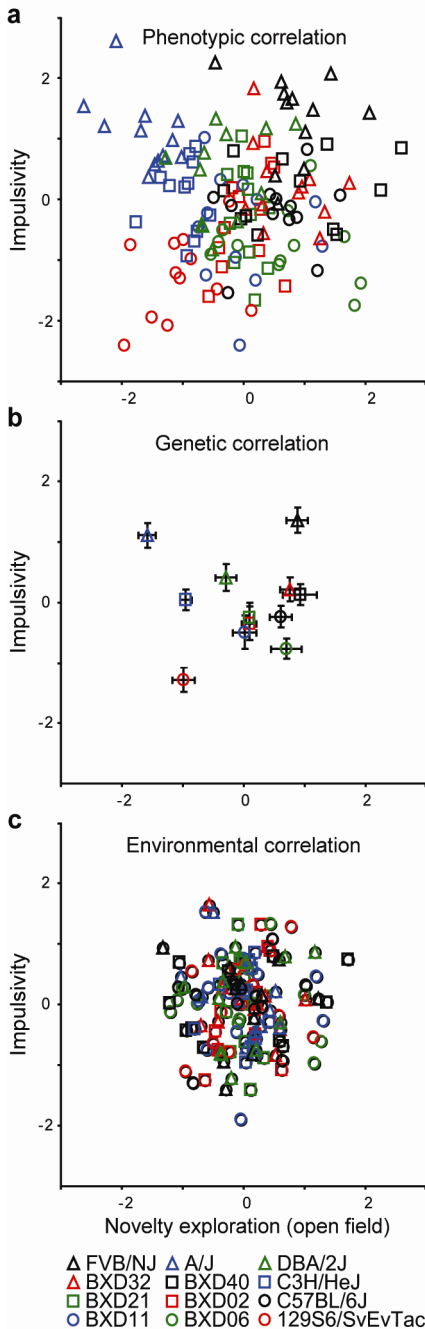 a
Phenotypic correlation
2
0
-2
Impulsivity
-2 0 2
b
Genetic correlation
2
0
-2
Impulsivity
-2 0 2
c
Environmental correlation
2
0
-2
Impulsivity
-2 0 2
Novelty exploration (open field)
FVB/NJ A/J DBA/2J
BXD32 BXD40 C3H/HeJ
BXD21 BXD02 C57BL/6J
BXD11 BXD06 129S6/SvEvTac